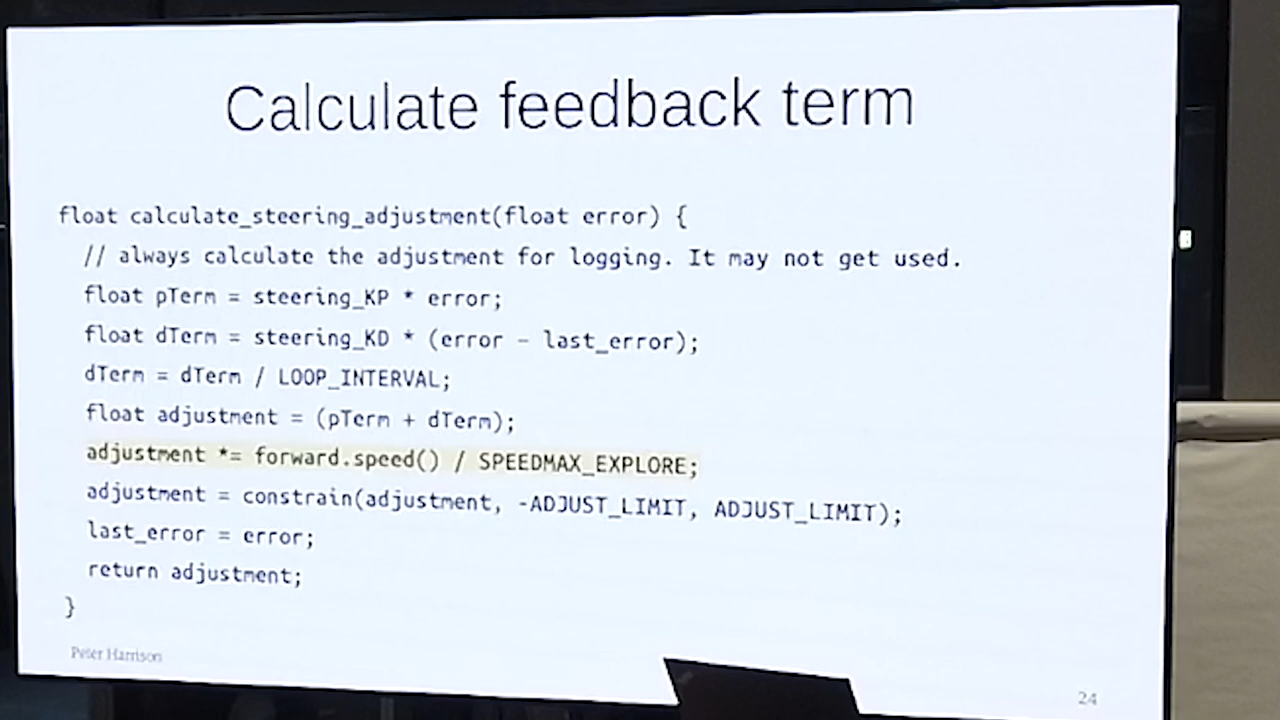 Calculate feedback term
float calculate_steering_adjustment(float error) {
// always calculate the adjustment for logging. It may not get used.
float pTerm = steering_KP * error;
float dTerm = steering_KD * (error - last_error);
dTerm = dTerm / LOOP_INTERVAL;
float adjustment = (pTerm + dTerm);
adjustment *= forward.speed() / SPEEDMAX_EXPLORE;
adjustment = constrain(adjustment, -ADJUST_LIMIT, ADJUST_LIMIT);
last_error = error;
return adjustment;
}
Peter Harrison
24